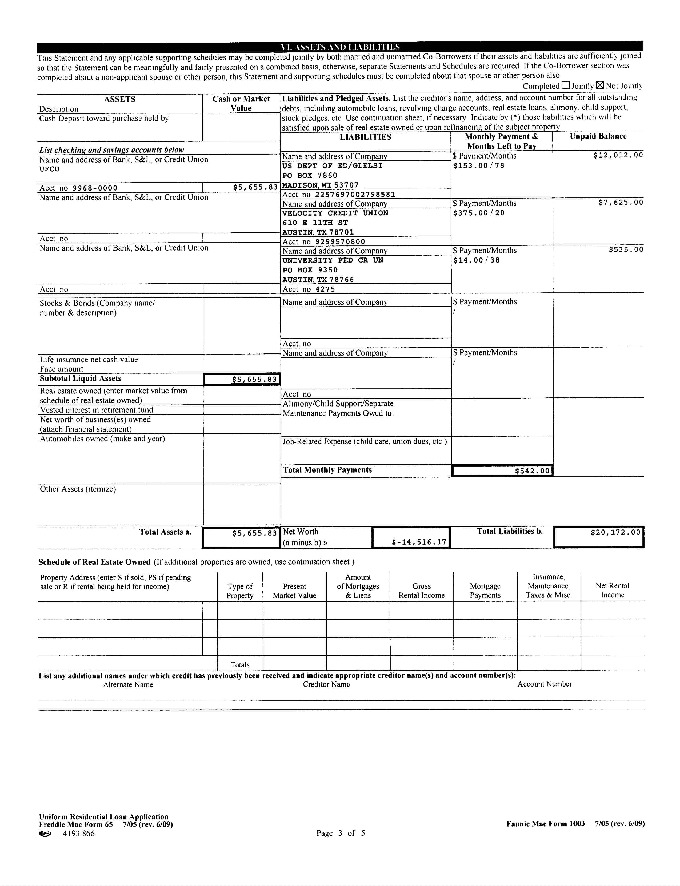 VI. ASSETS AND LIABILITIES
This Statement and any applicable supporting schedules may be completed jointly by both married and unmarried Co-Borrowers if their assets and liabilities are sufficiently joined
so that the Statement can be meaningfully and fairly presented on a combined basis; otherwise, separate Statements and Schedules are required. If the Co-Borrower section was
completed about a non-applicant spouse or other person, this Statement and supporting schedules must be completed about that spouse or other person also
Completed ☐ Jointly ☒ Not Jointly
ASSETS
Description
Cash or Market
Value
Cash Deposit toward purchase held by
Liabilities and Pledged Assets. List the creditor's name, address, and account number for all outstanding
debts, including automobile loans, revolving charge accounts, real estate loans, alimony, child support,
stock pledges, etc. Use continuation sheet, if necessary. Indicate by (*) those liabilities which will be
satisfied upon sale of real estate owned or upon refinancing of the subject property
LIABILITIES
Monthly Payment &
Months Left to Pay
Unpaid Balance
List checking and savings accounts below
Name and address of Bank, S&L, or Credit Union
UFCU
Acct. no. 9968-0000
$5,655.83
Name and address of Company
US DEPT OF ED/GLELSI
PO BOX 7860
MADISON, WI 53707
Acct. no.
$ Payment/Months
$12,012.00
Name and address of Bank, S&L, or Credit Union
Acct. no.
Name and address of Company
VELOCITY CREDIT UNION
610 E 11TH ST
AUSTIN, TX 78701
Acct. no. 9259570800
$ Payment/Months
$375.00/20
$7,625.00
Name and address of Bank, S&L, or Credit Union
Acct. no.
Name and address of Company
UNIVERSITY FED CR UN
PO BOX 9350
AUSTIN, TX 78766
Acct. no. 4275
$ Payment/Months
$14.00/38
$535.00
Stocks & Bonds (Company name/
number & description)
Name and address of Company
Acct. no.
$ Payment/Months
/
Life insurance net cash value
Face amount
Subtotal Liquid Assets
$5,655.83
Name and address of Company
Acct. no.
$ Payment/Months
/
Real estate owned (enter market value from
schedule of real estate owned)
Vested interest in retirement fund
Net worth of business(es) owned
(attach financial statement)
Automobiles owned (make and year)
Alimony/Child Support/Separate
Maintenance Payments Owed to
Job-Related Expense (child care, union dues, etc.)
Total Monthly Payments
$542.00
Other Assets (itemize)
Total Assets a.
$5,655.83
Net Worth
(a minus b)
$-14,516.17
Total Liabilities b.
$20,172.00
Schedule of Real Estate Owned (If additional properties are owned, use continuation sheet.)
Property Address (enter S if sold, PS if pending
sale or R if rental being held for income)
Type of
Property
Present
Market Value
Amount
of Mortgages
& Liens
Gross
Rental Income
Mortgage
Payments
Insurance,
Maintenance
Taxes & Misc.
Net Rental
Income
Totals
List any additional names under which credit has previously been received and indicate appropriate creditor name(s) and account number(s):
Alternate Name
Creditor Name
Account Number
Uniform Residential Loan Application
Freddie Mac Form 65 7/05 (rev. 6/09)
4193.866
Page 3 of 5
Fannie Mae Form 1003 7/05 (rev. 6/09)